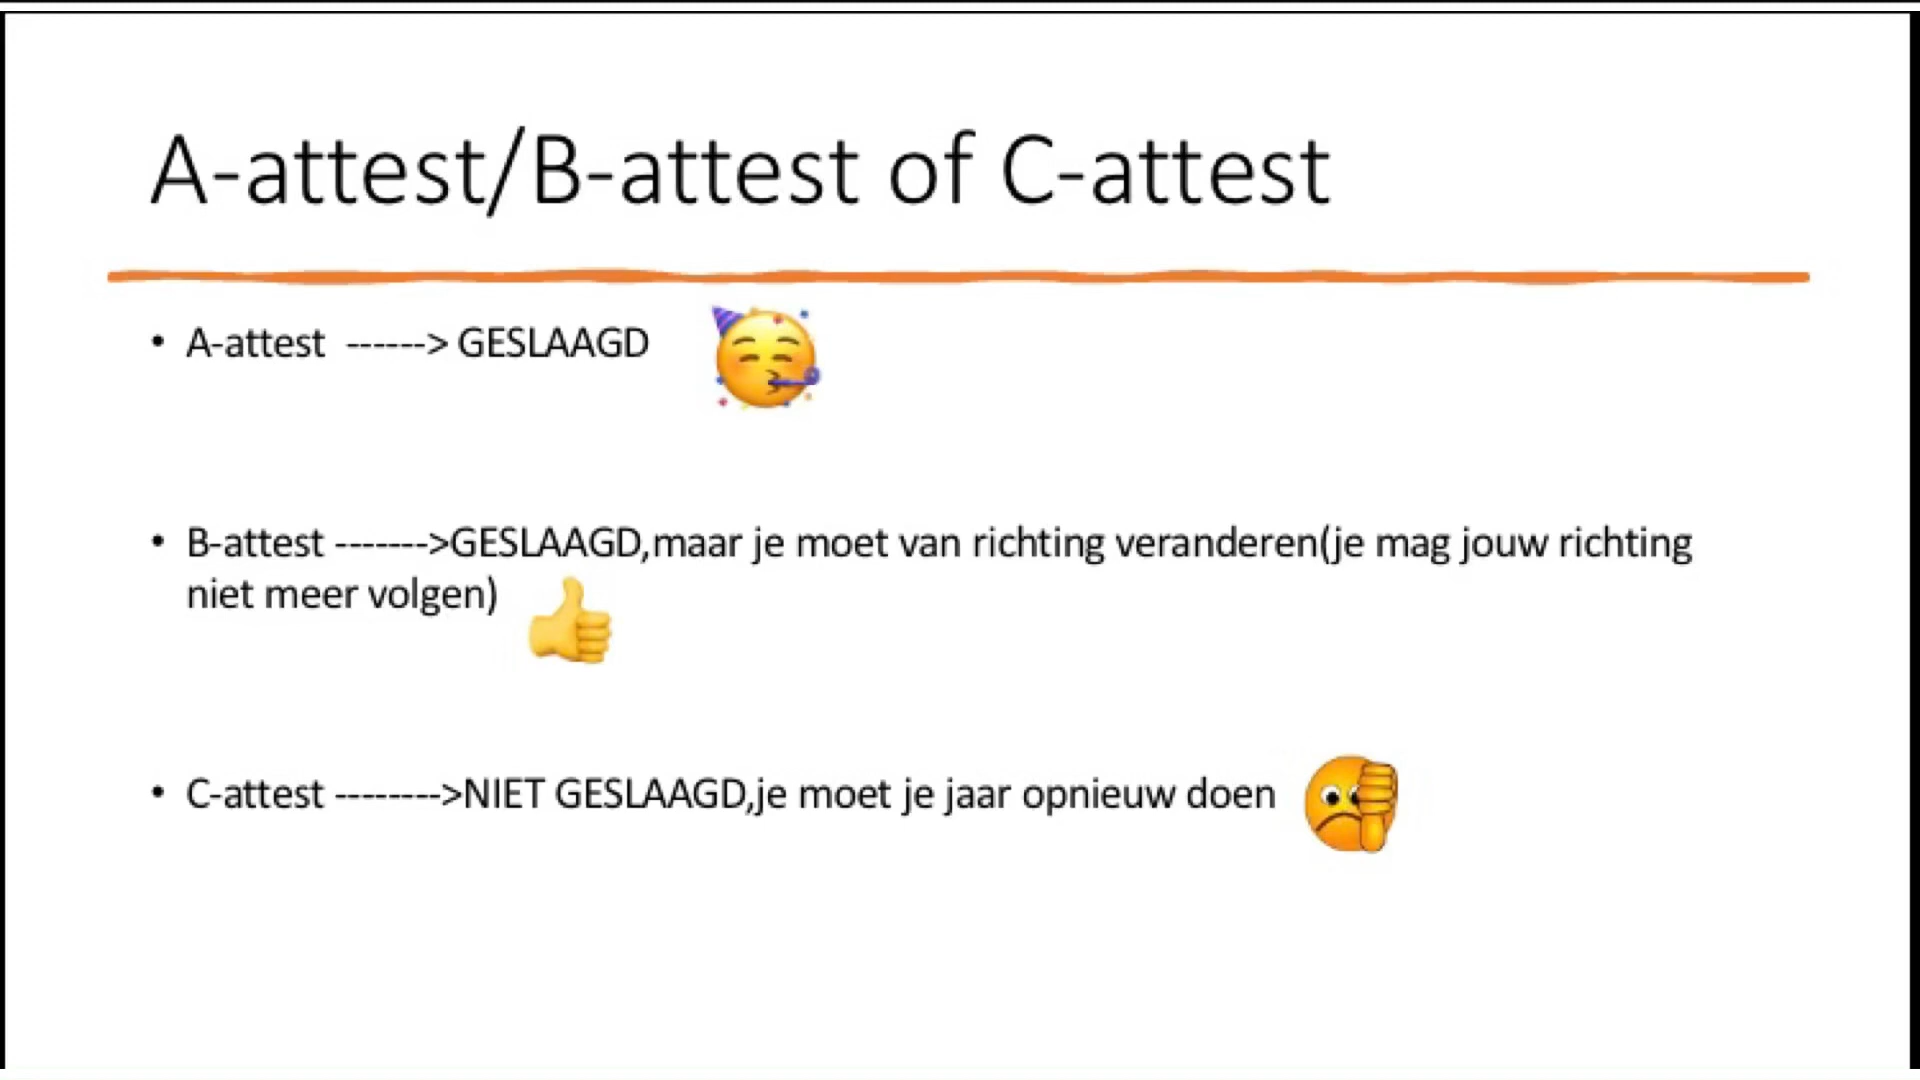 A-attest/B-attest of C-attest
• A-attest ------> GESLAAGD
• B-attest ------->GESLAAGD,maar je moet van richting veranderen(je mag jouw richting
niet meer volgen)
• C-attest -------->NIET GESLAAGD,je moet je jaar opnieuw doen